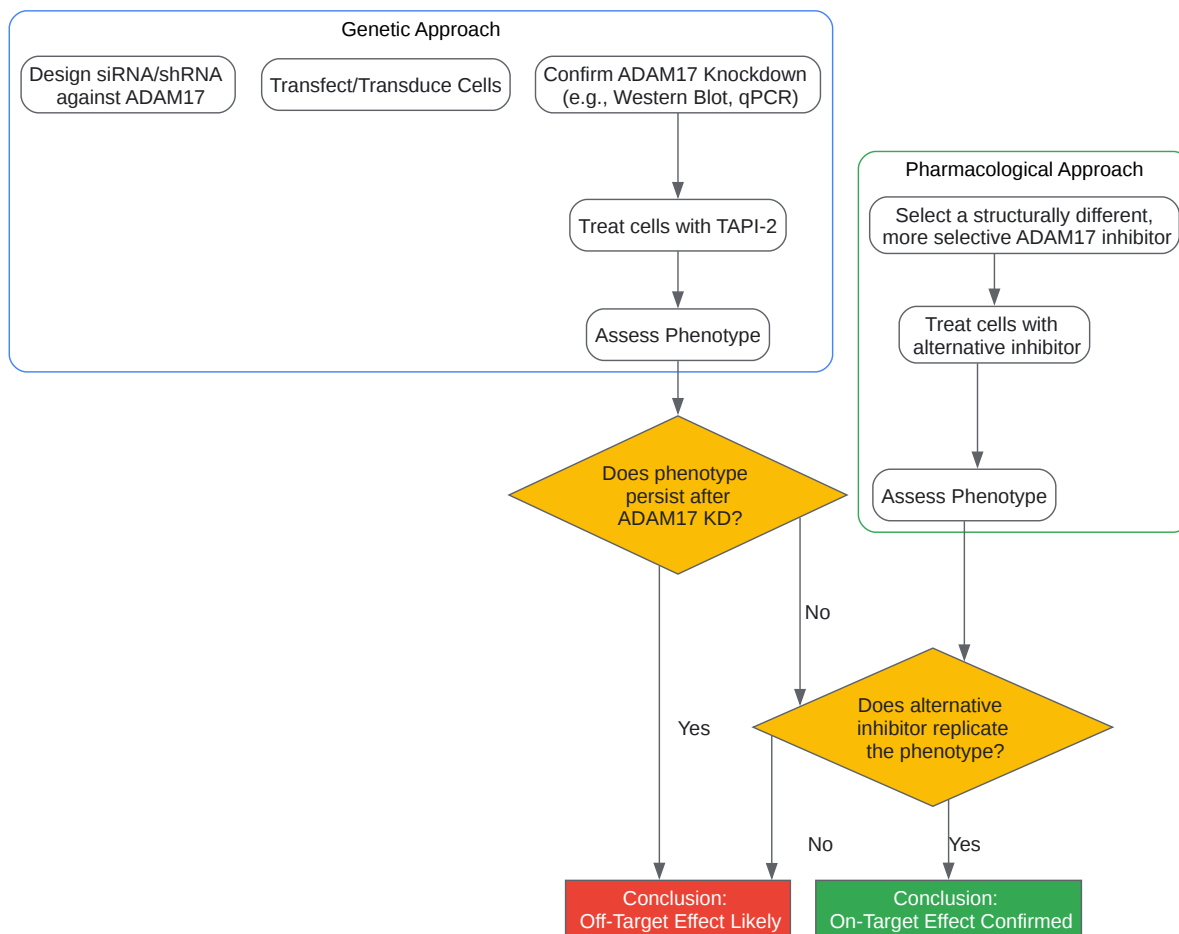 Genetic Approach
Design siRNA/shRNA
against ADAM17
Transfect/Transduce Cells
Confirm ADAM17 Knockdown
(e.g., Western Blot, qPCR)
Treat cells with TAPI-2
Assess Phenotype
Pharmacological Approach
Select a structurally different,
more selective ADAM17 inhibitor
Treat cells with
alternative inhibitor
Assess Phenotype
Does phenotype
persist after
ADAM17 KD?
No
Yes
Does alternative
inhibitor replicate
the phenotype?
No
Yes
Conclusion:
Off-Target Effect Likely
Conclusion:
On-Target Effect Confirmed